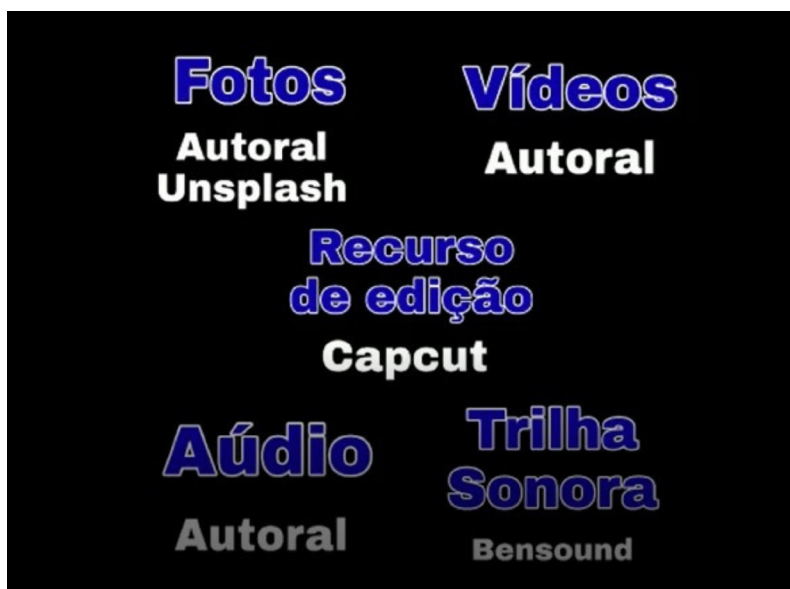 Fotos
Autoral
Unsplash
Vídeos
Autoral
Recurso
de edição
Capcut
Aúdio
Autoral
Trilha
Sonora
Bensound